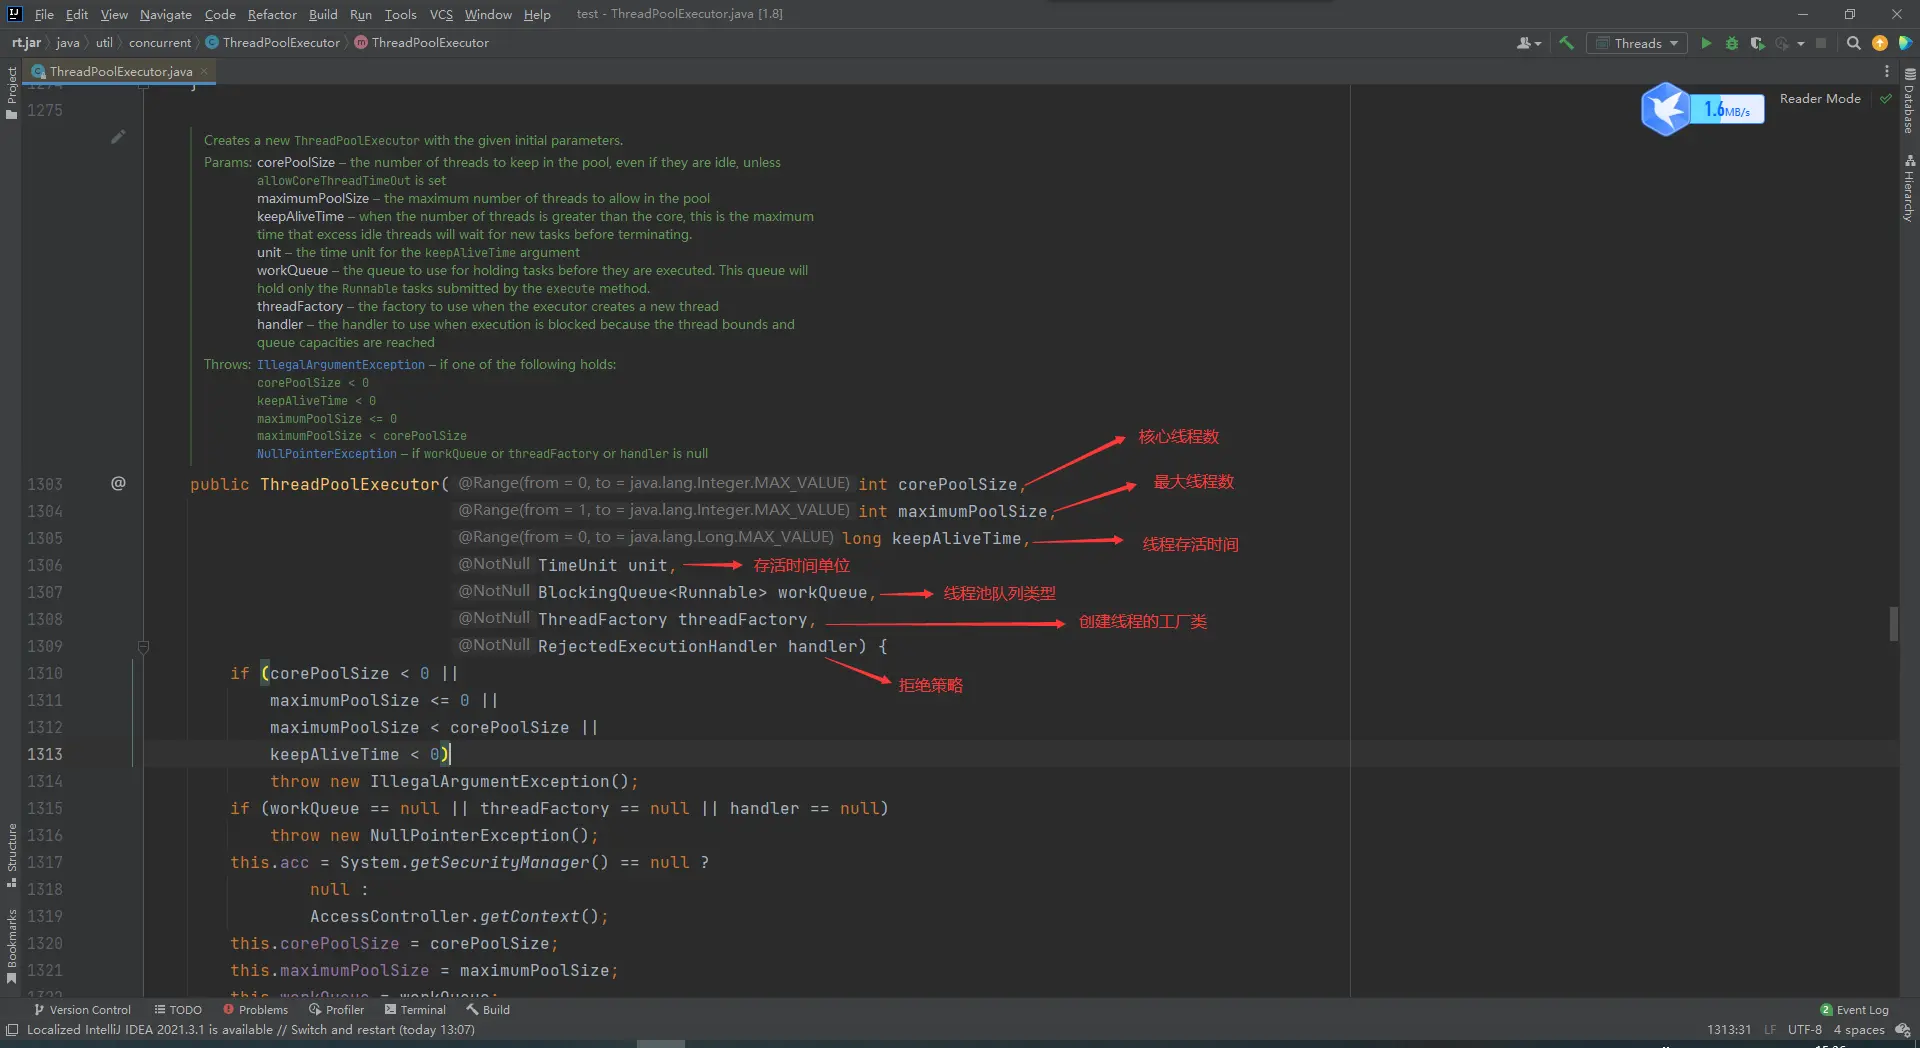 File Edit View Navigate Code Refactor Build Run Tools VCS Window Help test - ThreadPoolExecutor.java [1.8]
rt.jar java util concurrent ThreadPoolExecutor ThreadPoolExecutor Threads
ThreadPoolExecutor.java
Project
Database
Hierarchy
Structure
Bookmarks
1.6MB/s
Reader Mode
1274 }
1275
Creates a new ThreadPoolExecutor with the given initial parameters.
Params: corePoolSize – the number of threads to keep in the pool, even if they are idle, unless
allowCoreThreadTimeOut is set
maximumPoolSize – the maximum number of threads to allow in the pool
keepAliveTime – when the number of threads is greater than the core, this is the maximum
time that excess idle threads will wait for new tasks before terminating.
unit – the time unit for the keepAliveTime argument
workQueue – the queue to use for holding tasks before they are executed. This queue will
hold only the Runnable tasks submitted by the execute method.
threadFactory – the factory to use when the executor creates a new thread
handler – the handler to use when execution is blocked because the thread bounds and
queue capacities are reached
Throws: IllegalArgumentException – if one of the following holds:
corePoolSize < 0
keepAliveTime < 0
maximumPoolSize <= 0
maximumPoolSize < corePoolSize
NullPointerException – if workQueue or threadFactory or handler is null
1303 @ public ThreadPoolExecutor( @Range(from = 0, to = java.lang.Integer.MAX_VALUE) int corePoolSize, 核心线程数
1304 @Range(from = 1, to = java.lang.Integer.MAX_VALUE) int maximumPoolSize, 最大线程数
1305 @Range(from = 0, to = java.lang.Long.MAX_VALUE) long keepAliveTime, 线程存活时间
1306 @NotNull TimeUnit unit, 存活时间单位
1307 @NotNull BlockingQueue<Runnable> workQueue, 线程池队列类型
1308 @NotNull ThreadFactory threadFactory, 创建线程的工厂类
1309 @NotNull RejectedExecutionHandler handler) {
拒绝策略
1310 if (corePoolSize < 0 ||
1311 maximumPoolSize <= 0 ||
1312 maximumPoolSize < corePoolSize ||
1313 keepAliveTime < 0)
1314 throw new IllegalArgumentException();
1315 if (workQueue == null || threadFactory == null || handler == null)
1316 throw new NullPointerException();
1317 this.acc = System.getSecurityManager() == null ?
1318 null :
1319 AccessController.getContext();
1320 this.corePoolSize = corePoolSize;
1321 this.maximumPoolSize = maximumPoolSize;
1322 this.workQueue = workQueue;
Version Control TODO Problems Profiler Terminal Build 2 Event Log
Localized IntelliJ IDEA 2021.3.1 is available // Switch and restart (today 13:07) 1313:31 LF UTF-8 4 spaces